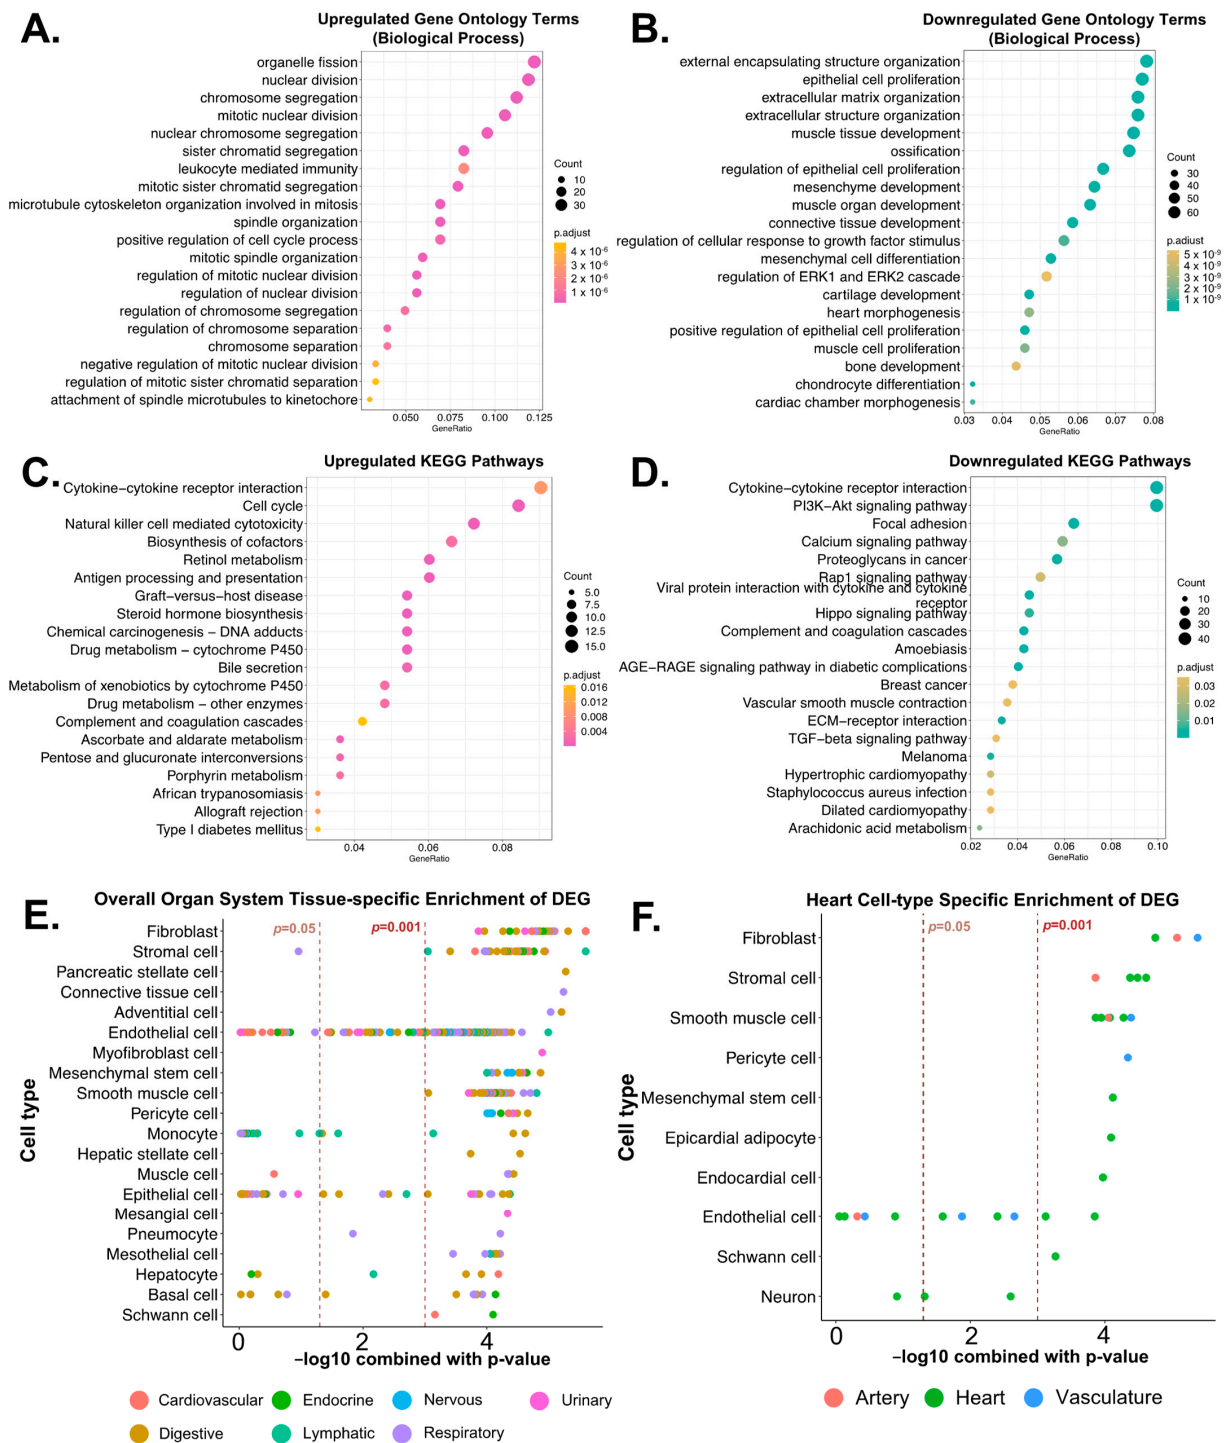 A.
Upregulated Gene Ontology Terms
(Biological Process)
organelle fission
nuclear division
chromosome segregation
mitotic nuclear division
nuclear chromosome segregation
sister chromatid segregation
leukocyte mediated immunity
mitotic sister chromatid segregation
microtubule cytoskeleton organization involved in mitosis
spindle organization
positive regulation of cell cycle process
mitotic spindle organization
regulation of mitotic nuclear division
regulation of nuclear division
regulation of chromosome segregation
regulation of chromosome separation
chromosome separation
negative regulation of mitotic nuclear division
regulation of mitotic sister chromatid separation
attachment of spindle microtubules to kinetochore
0.050 0.075 0.100 0.125
GeneRatio
Count
10
20
30
p.adjust
4 x 10-6
3 x 10-6
2 x 10-6
1 x 10-6
B.
Downregulated Gene Ontology Terms
(Biological Process)
external encapsulating structure organization
epithelial cell proliferation
extracellular matrix organization
extracellular structure organization
muscle tissue development
ossification
regulation of epithelial cell proliferation
mesenchyme development
muscle organ development
connective tissue development
regulation of cellular response to growth factor stimulus
mesenchymal cell differentiation
regulation of ERK1 and ERK2 cascade
cartilage development
heart morphogenesis
positive regulation of epithelial cell proliferation
muscle cell proliferation
bone development
chondrocyte differentiation
cardiac chamber morphogenesis
0.03 0.04 0.05 0.06 0.07 0.08
GeneRatio
Count
30
40
50
60
p.adjust
5 x 10-9
4 x 10-9
3 x 10-9
2 x 10-9
1 x 10-9
C.
Upregulated KEGG Pathways
Cytokine−cytokine receptor interaction
Cell cycle
Natural killer cell mediated cytotoxicity
Biosynthesis of cofactors
Retinol metabolism
Antigen processing and presentation
Graft−versus−host disease
Steroid hormone biosynthesis
Chemical carcinogenesis − DNA adducts
Drug metabolism − cytochrome P450
Bile secretion
Metabolism of xenobiotics by cytochrome P450
Drug metabolism − other enzymes
Complement and coagulation cascades
Ascorbate and aldarate metabolism
Pentose and glucuronate interconversions
Porphyrin metabolism
African trypanosomiasis
Allograft rejection
Type I diabetes mellitus
0.04 0.06 0.08
GeneRatio
Count
5.0
7.5
10.0
12.5
15.0
p.adjust
0.016
0.012
0.008
0.004
D.
Downregulated KEGG Pathways
Cytokine−cytokine receptor interaction
PI3K−Akt signaling pathway
Focal adhesion
Calcium signaling pathway
Proteoglycans in cancer
Rap1 signaling pathway
Viral protein interaction with cytokine and cytokine
receptor
Hippo signaling pathway
Complement and coagulation cascades
Amoebiasis
AGE−RAGE signaling pathway in diabetic complications
Breast cancer
Vascular smooth muscle contraction
ECM−receptor interaction
TGF−beta signaling pathway
Melanoma
Hypertrophic cardiomyopathy
Staphylococcus aureus infection
Dilated cardiomyopathy
Arachidonic acid metabolism
0.02 0.04 0.06 0.08 0.10
GeneRatio
Count
10
20
30
40
p.adjust
0.03
0.02
0.01
E.
Overall Organ System Tissue-specific Enrichment of DEG
p=0.05
p=0.001
Cell type
Fibroblast
Stromal cell
Pancreatic stellate cell
Connective tissue cell
Adventitial cell
Endothelial cell
Myofibroblast cell
Mesenchymal stem cell
Smooth muscle cell
Pericyte cell
Monocyte
Hepatic stellate cell
Muscle cell
Epithelial cell
Mesangial cell
Pneumocyte
Mesothelial cell
Hepatocyte
Basal cell
Schwann cell
0 2 4
−log10 combined with p-value
Cardiovascular Endocrine Nervous Urinary
Digestive Lymphatic Respiratory
F.
Heart Cell-type Specific Enrichment of DEG
p=0.05
p=0.001
Cell type
Fibroblast
Stromal cell
Smooth muscle cell
Pericyte cell
Mesenchymal stem cell
Epicardial adipocyte
Endocardial cell
Endothelial cell
Schwann cell
Neuron
0 2 4
−log10 combined with p-value
Artery Heart Vasculature